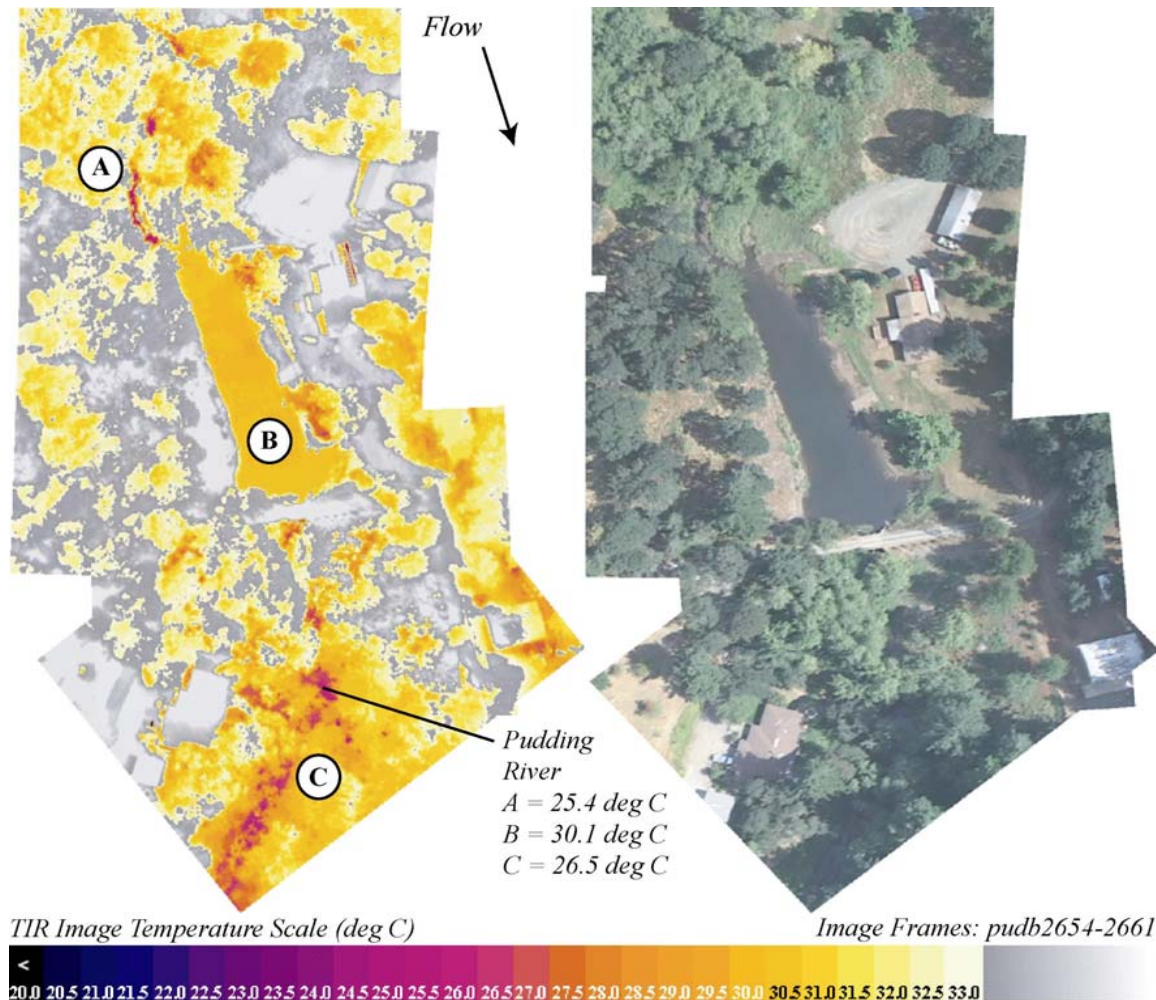 Flow
A
B
C
Pudding
River
A = 25.4 deg C
B = 30.1 deg C
C = 26.5 deg C
TIR Image Temperature Scale (deg C)
Image Frames: pudb2654-2661
<
20.0 20.5 21.0 21.5 22.0 22.5 23.0 23.5 24.0 24.5 25.0 25.5 26.0 26.5 27.0 27.5 28.0 28.5 29.0 29.5 30.0 30.5 31.0 31.5 32.0 32.5 33.0